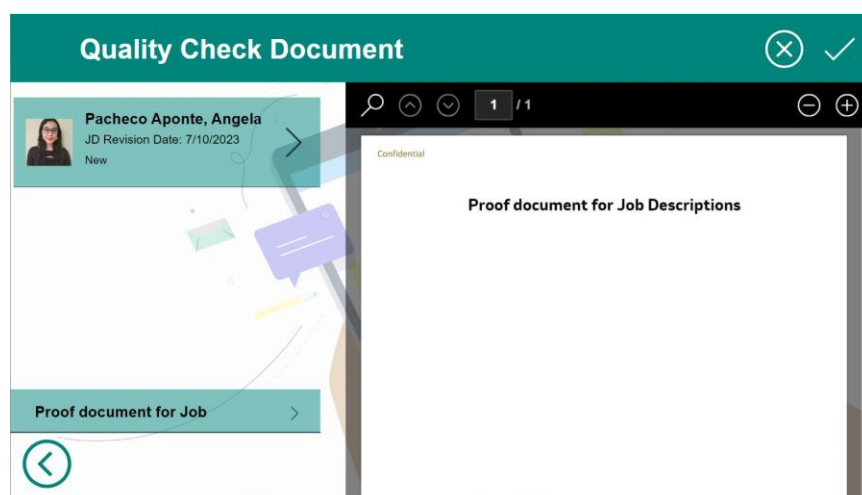 Quality Check Document
Pacheco Aponte, Angela
JD Revision Date: 7/10/2023
New
1 / 1
Confidential
Proof document for Job Descriptions
Proof document for Job